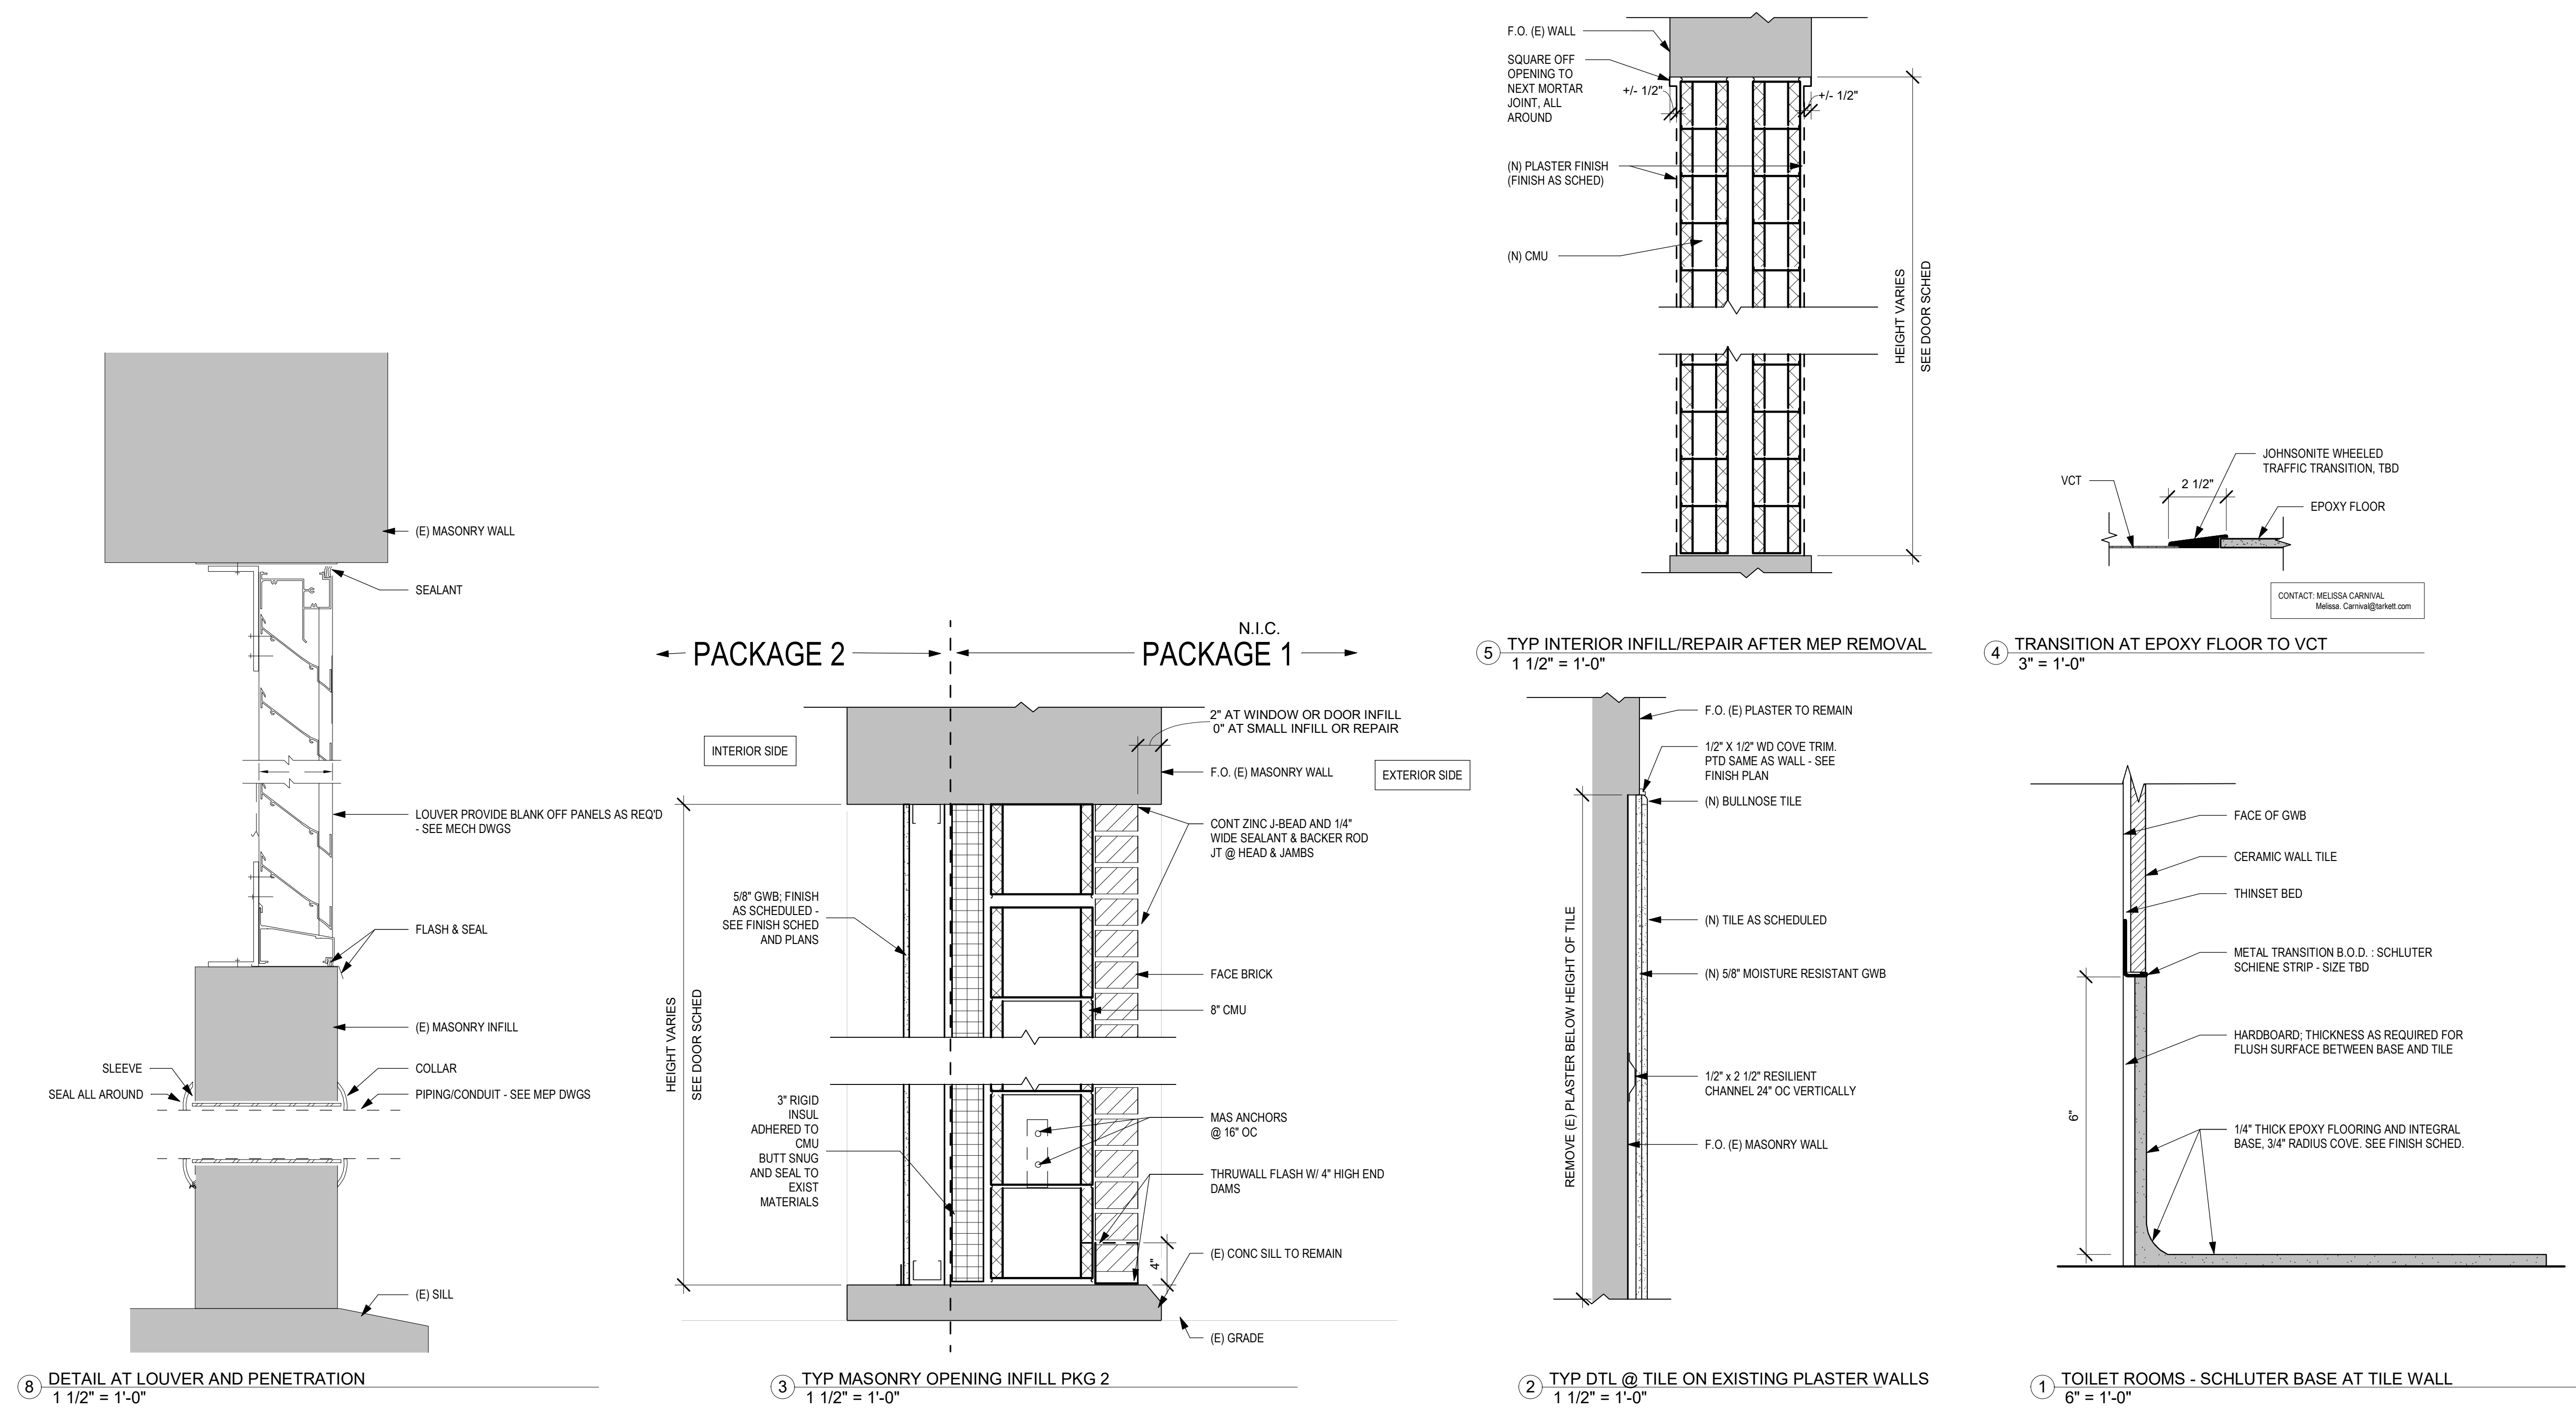 F.O. (E) WALL
SQUARE OFF
OPENING TO
NEXT MORTAR
JOINT, ALL
AROUND
+/- 1/2"
+/- 1/2"
(N) PLASTER FINISH
(FINISH AS SCHED)
(N) CMU
HEIGHT VARIES
SEE DOOR SCHED
5
TYP INTERIOR INFILL/REPAIR AFTER MEP REMOVAL
1 1/2" = 1'-0"
VCT
2 1/2"
JOHNSONITE WHEELED
TRAFFIC TRANSITION, TBD
EPOXY FLOOR
CONTACT: MELISSA CARNIVAL
Melissa. Carnival@tarkett.com
4
TRANSITION AT EPOXY FLOOR TO VCT
3" = 1'-0"
(E) MASONRY WALL
SEALANT
LOUVER PROVIDE BLANK OFF PANELS AS REQ'D
- SEE MECH DWGS
FLASH & SEAL
(E) MASONRY INFILL
SLEEVE
COLLAR
SEAL ALL AROUND
PIPING/CONDUIT - SEE MEP DWGS
(E) SILL
8
DETAIL AT LOUVER AND PENETRATION
1 1/2" = 1'-0"
N.I.C.
PACKAGE 2
PACKAGE 1
2" AT WINDOW OR DOOR INFILL
0" AT SMALL INFILL OR REPAIR
INTERIOR SIDE
F.O. (E) MASONRY WALL
EXTERIOR SIDE
CONT ZINC J-BEAD AND 1/4"
WIDE SEALANT & BACKER ROD
JT @ HEAD & JAMBS
5/8" GWB; FINISH
AS SCHEDULED -
SEE FINISH SCHED
AND PLANS
FACE BRICK
8" CMU
HEIGHT VARIES
SEE DOOR SCHED
3" RIGID
INSUL
ADHERED TO
CMU
BUTT SNUG
AND SEAL TO
EXIST
MATERIALS
MAS ANCHORS
@ 16" OC
THRUWALL FLASH W/ 4" HIGH END
DAMS
4"
(E) CONC SILL TO REMAIN
(E) GRADE
3
TYP MASONRY OPENING INFILL PKG 2
1 1/2" = 1'-0"
F.O. (E) PLASTER TO REMAIN
1/2" X 1/2" WD COVE TRIM.
PTD SAME AS WALL - SEE
FINISH PLAN
(N) BULLNOSE TILE
(N) TILE AS SCHEDULED
(N) 5/8" MOISTURE RESISTANT GWB
REMOVE (E) PLASTER BELOW HEIGHT OF TILE
1/2" x 2 1/2" RESILIENT
CHANNEL 24" OC VERTICALLY
F.O. (E) MASONRY WALL
2
TYP DTL @ TILE ON EXISTING PLASTER WALLS
1 1/2" = 1'-0"
FACE OF GWB
CERAMIC WALL TILE
THINSET BED
METAL TRANSITION B.O.D. : SCHLUTER
SCHIENE STRIP - SIZE TBD
HARDBOARD; THICKNESS AS REQUIRED FOR
FLUSH SURFACE BETWEEN BASE AND TILE
6"
1/4" THICK EPOXY FLOORING AND INTEGRAL
BASE, 3/4" RADIUS COVE. SEE FINISH SCHED.
1
TOILET ROOMS - SCHLUTER BASE AT TILE WALL
6" = 1'-0"